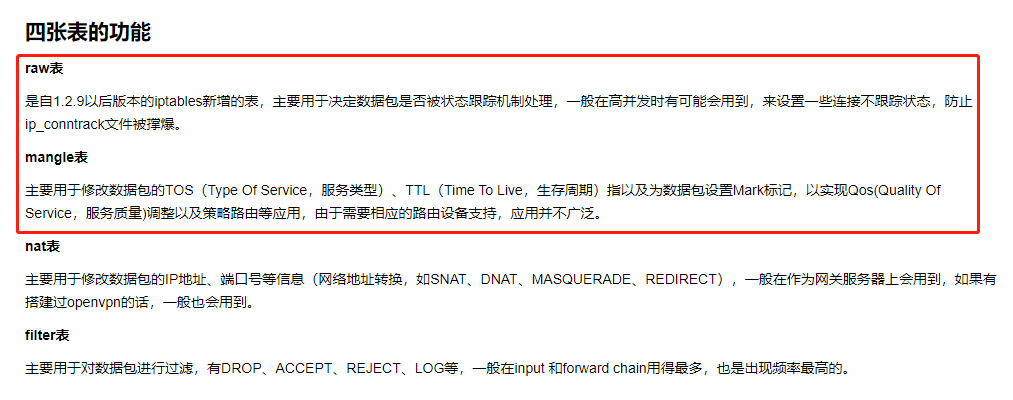 四张表的功能
raw表
是自1.2.9以后版本的iptables新增的表，主要用于决定数据包是否被状态跟踪机制处理，一般在高并发时有可能会用到，来设置一些连接不跟踪状态，防止
ip_conntrack文件被撑爆。
mangle表
主要用于修改数据包的TOS（Type Of Service，服务类型）、TTL（Time To Live，生存周期）指以及为数据包设置Mark标记，以实现Qos(Quality Of
Service，服务质量)调整以及策略路由等应用，由于需要相应的路由设备支持，应用并不广泛。
nat表
主要用于修改数据包的IP地址、端口号等信息（网络地址转换，如SNAT、DNAT、MASQUERADE、REDIRECT），一般在作为网关服务器上会用到，如果有
搭建过openvpn的话，一般也会用到。
filter表
主要用于对数据包进行过滤，有DROP、ACCEPT、REJECT、LOG等，一般在input 和forward chain用得最多，也是出现频率最高的。